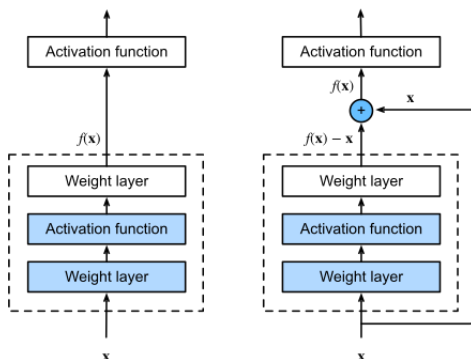 Activation function
f(x)
Weight layer
Activation function
Weight layer
x
Activation function
f(x)
+
x
f(x) − x
Weight layer
Activation function
Weight layer
x